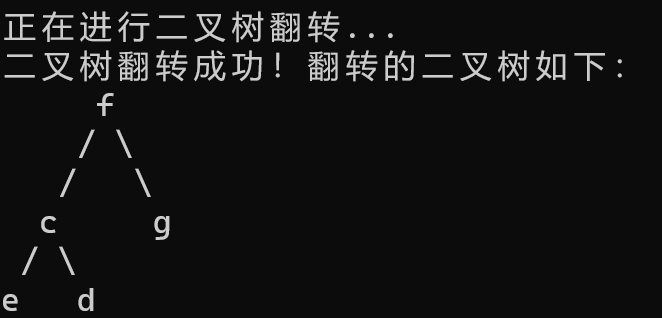 正在进行二叉树翻转...
二叉树翻转成功！翻转的二叉树如下：
     f
    / \
   /   \
  c     g
 / \
e   d